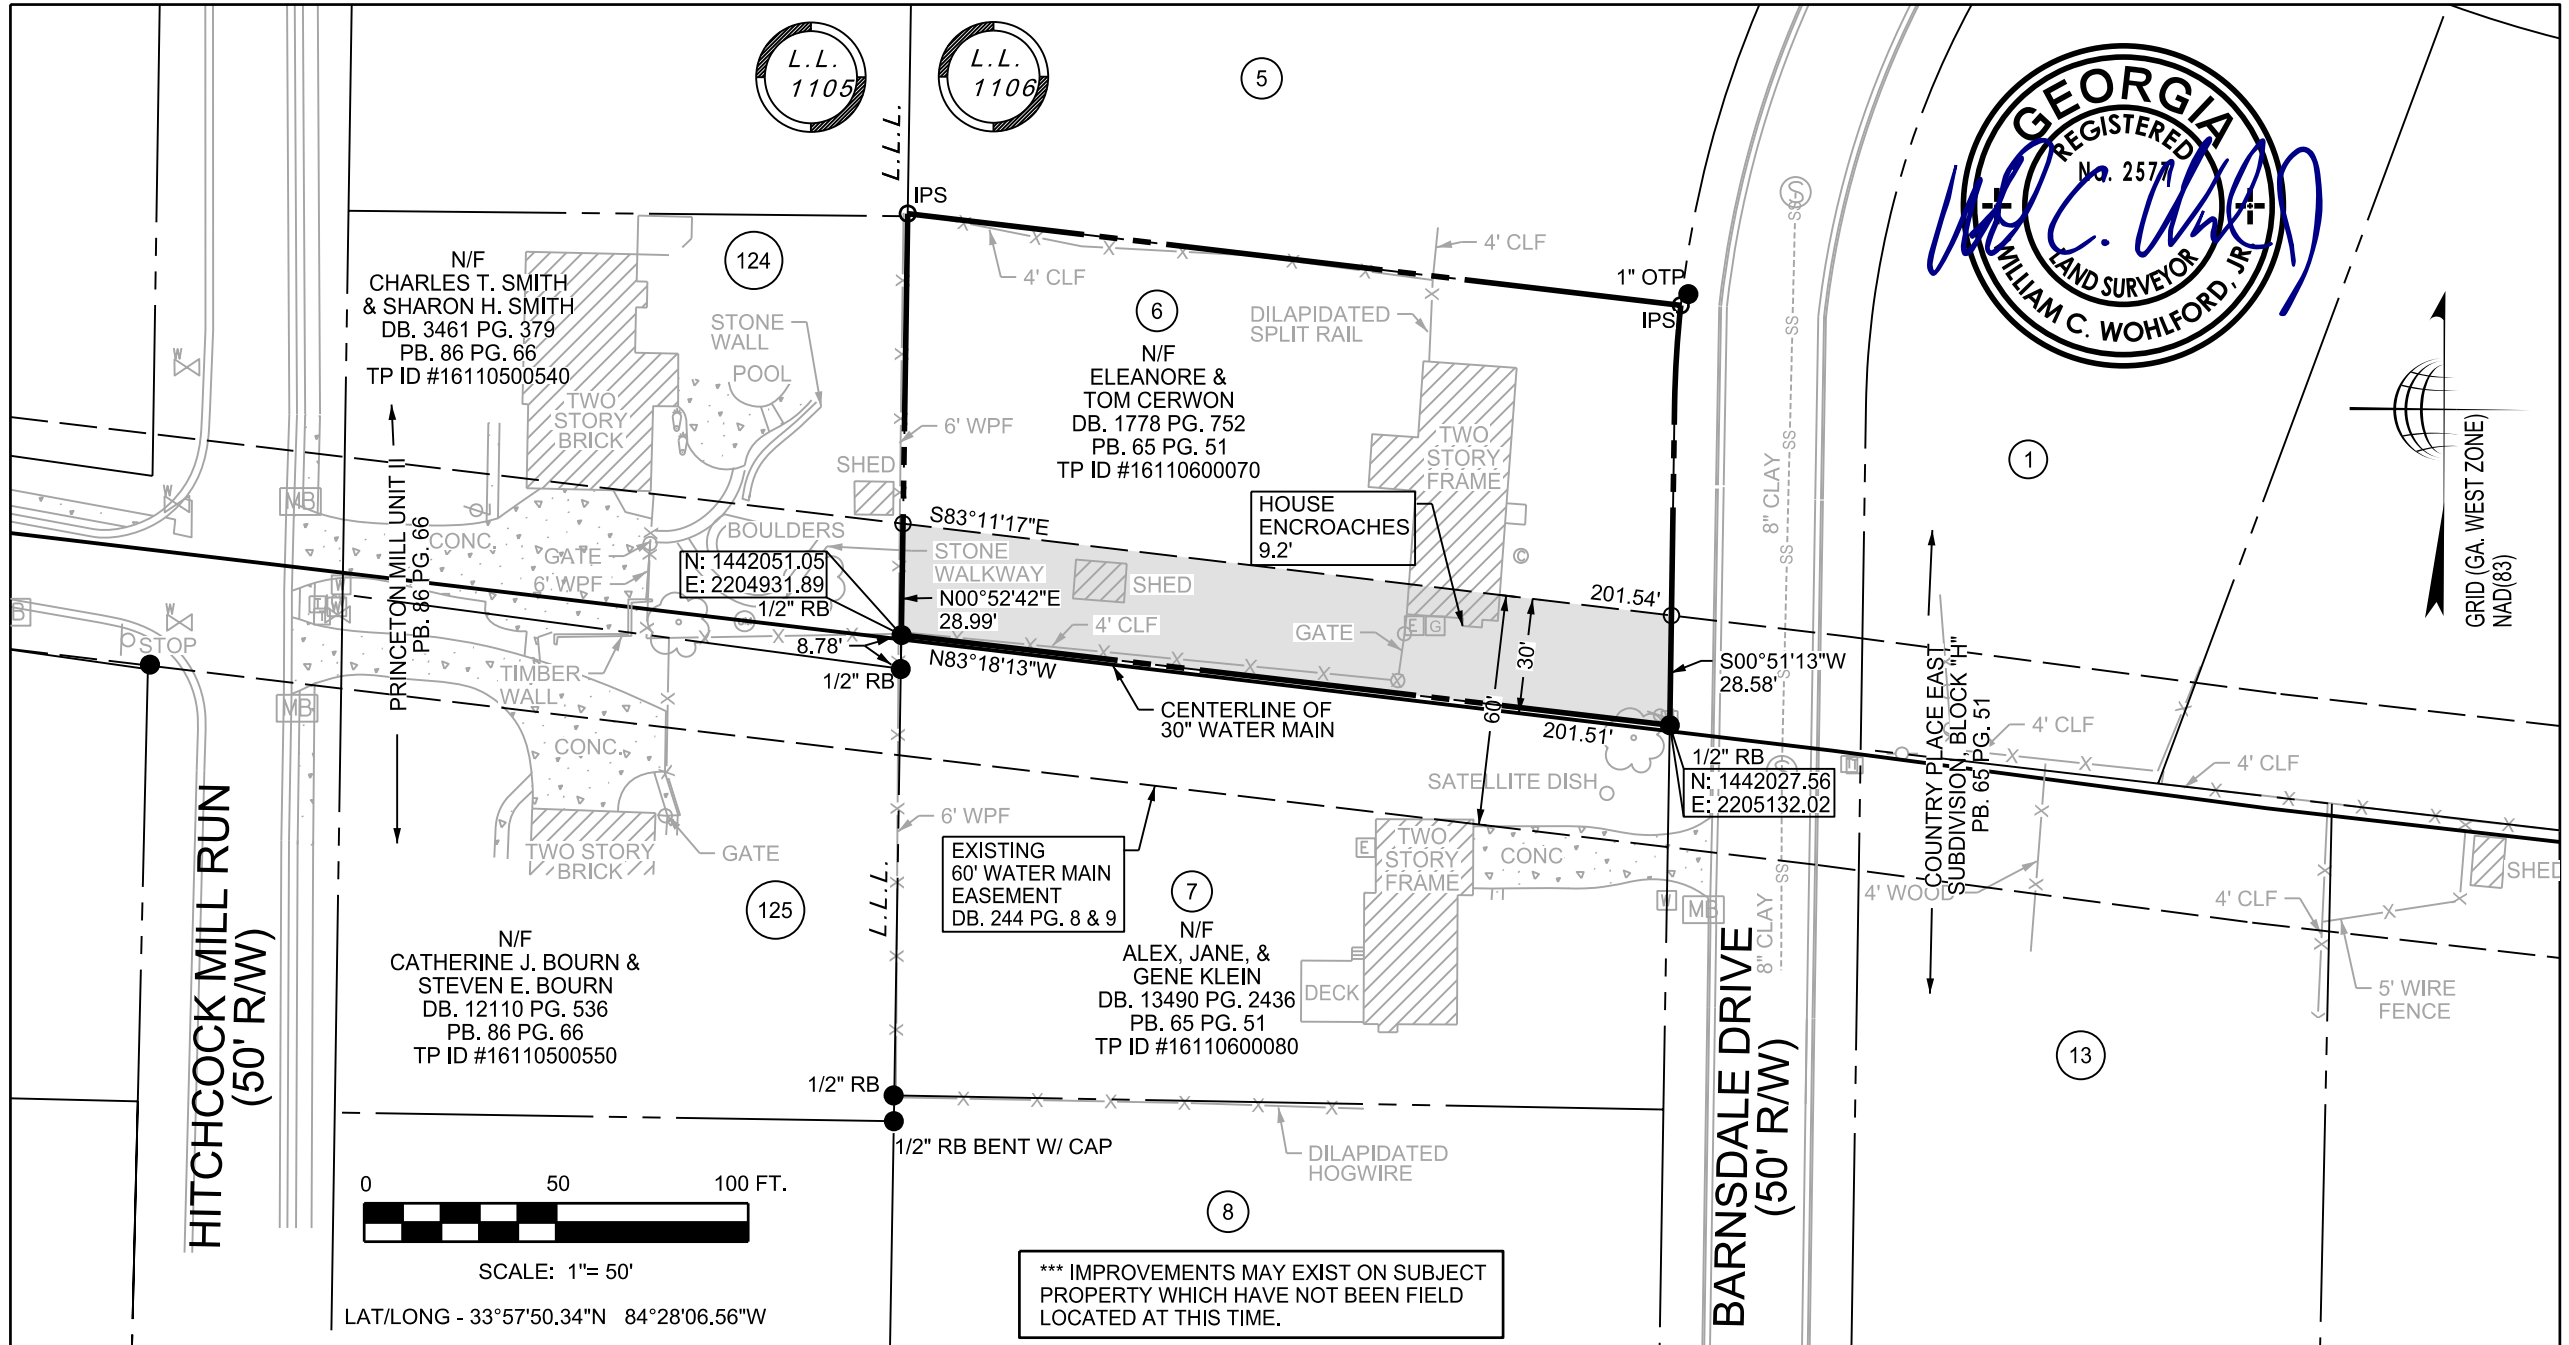 L.L.
1105
L.L.
1106
5
GEORGIA
REGISTERED
No. 2577
LAND SURVEYOR
WILLIAM C. WOHLFORD, JR.
L.L.L.
IPS
4' CLF
4' CLF
1" OTP
IPS
124
N/F
CHARLES T. SMITH
& SHARON H. SMITH
DB. 3461 PG. 379
PB. 86 PG. 66
TP ID #16110500540
STONE
WALL
POOL
TWO
STORY
BRICK
6
N/F
ELEANORE &
TOM CERWON
DB. 1778 PG. 752
PB. 65 PG. 51
TP ID #16110600070
DILAPIDATED
SPLIT RAIL
TWO
STORY
FRAME
6' WPF
SHED
1
GRID (GA. WEST ZONE)
NAD(83)
8" CLAY
SS
SS
SS
SS
SS
S
W
W
MB
PRINCETON MILL UNIT II
PB. 86 PG. 66
CONC.
GATE
6' WPF
BOULDERS
STONE
WALKWAY
S83°11'17"E
N: 1442051.05
E: 2204931.89
1/2" RB
N00°52'42"E
28.99'
SHED
4' CLF
GATE
HOUSE
ENCROACHES
9.2'
C
E
G
201.54'
30'
60'
S00°51'13"W
28.58'
B
W
STOP
T
W
W
T
8.78'
1/2" RB
N83°18'13"W
CENTERLINE OF
30" WATER MAIN
201.51'
TIMBER
WALL
MB
CONC.
TWO STORY
BRICK
GATE
6' WPF
SATELLITE DISH
1/2" RB
N: 1442027.56
E: 2205132.02
T
COUNTRY PLACE EAST
SUBDIVISION, BLOCK "H"
PB. 65 PG. 51
4' CLF
4' CLF
4' WOOD
4' CLF
SHED
5' WIRE
FENCE
EXISTING
60' WATER MAIN
EASEMENT
DB. 244 PG. 8 & 9
E
TWO
STORY
FRAME
CONC
W
MB
8" CLAY
SS
DECK
125
L.L.L.
N/F
CATHERINE J. BOURN &
STEVEN E. BOURN
DB. 12110 PG. 536
PB. 86 PG. 66
TP ID #16110500550
7
N/F
ALEX, JANE, &
GENE KLEIN
DB. 13490 PG. 2436
PB. 65 PG. 51
TP ID #16110600080
13
HITCHCOCK MILL RUN
(50' R/W)
BARNSDALE DRIVE
(50' R/W)
1/2" RB
1/2" RB BENT W/ CAP
DILAPIDATED
HOGWIRE
8
0 50 100 FT.
SCALE: 1"= 50'
LAT/LONG - 33°57'50.34"N 84°28'06.56"W
*** IMPROVEMENTS MAY EXIST ON SUBJECT
PROPERTY WHICH HAVE NOT BEEN FIELD
LOCATED AT THIS TIME.